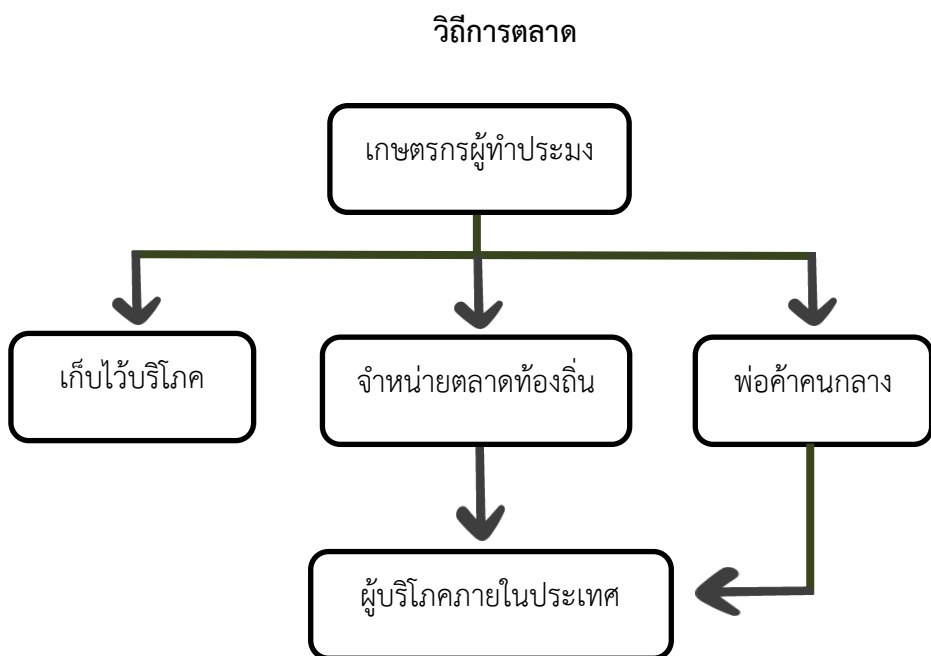 วิถีการตลาด
เกษตรกรผู้ทำประมง
เก็บไว้บริโภค
จำหน่ายตลาดท้องถิ่น
พ่อค้าคนกลาง
ผู้บริโภคภายในประเทศ